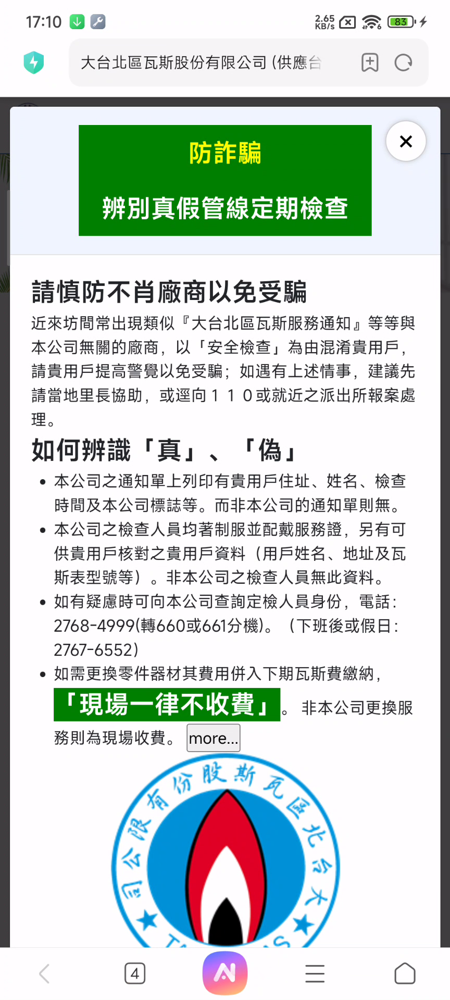 17:10
2.65
KB/s
6
83
大台北區瓦斯股份有限公司 (供應台
防詐騙
辨別真假管線定期檢查
請慎防不肖廠商以免受騙
近來坊間常出現類似『大台北區瓦斯服務通知』等等與
本公司無關的廠商，以「安全檢查」為由混淆貴用戶，
請貴用戶提高警覺以免受騙；如遇有上述情事，建議先
請當地里長協助，或逕向１１０或就近之派出所報案處
理。
如何辨識「真」、「偽」
• 本公司之通知單上列印有貴用戶住址、姓名、檢查
時間及本公司標誌等。而非本公司的通知單則無。
• 本公司之檢查人員均著制服並配戴服務證，另有可
供貴用戶核對之貴用戶資料（用戶姓名、地址及瓦
斯表型號等）。非本公司之檢查人員無此資料。
• 如有疑慮時可向本公司查詢定檢人員身份，電話：
2768-4999(轉660或661分機)。（下班後或假日：
2767-6552)
• 如需更換零件器材其費用併入下期瓦斯費繳納，
「現場一律不收費」。非本公司更換服
務則為現場收費。 more...
大台北區瓦斯股份有限公司
4
AI